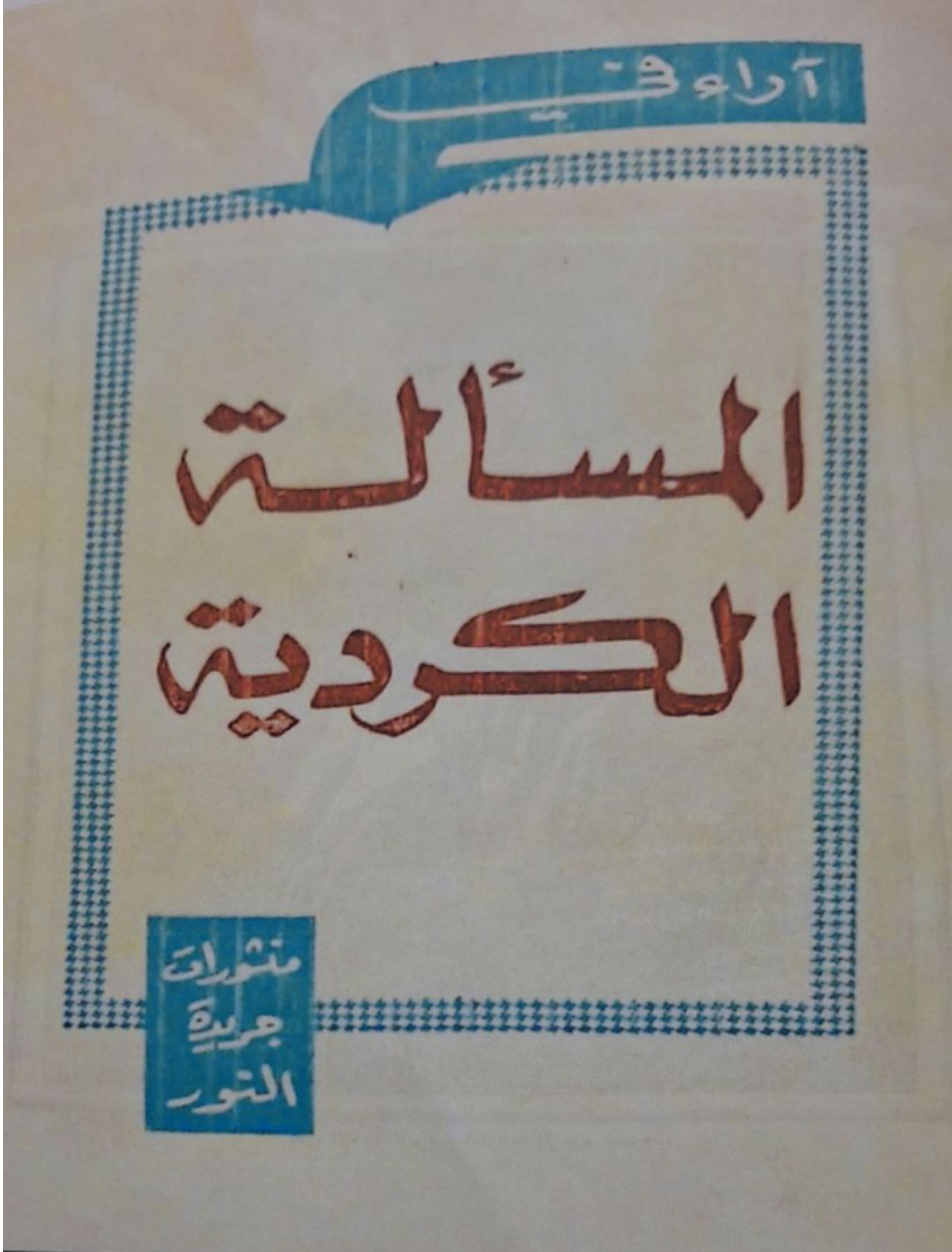 آراء في
المسألة
الكردية
منشورات
جريدة
النور